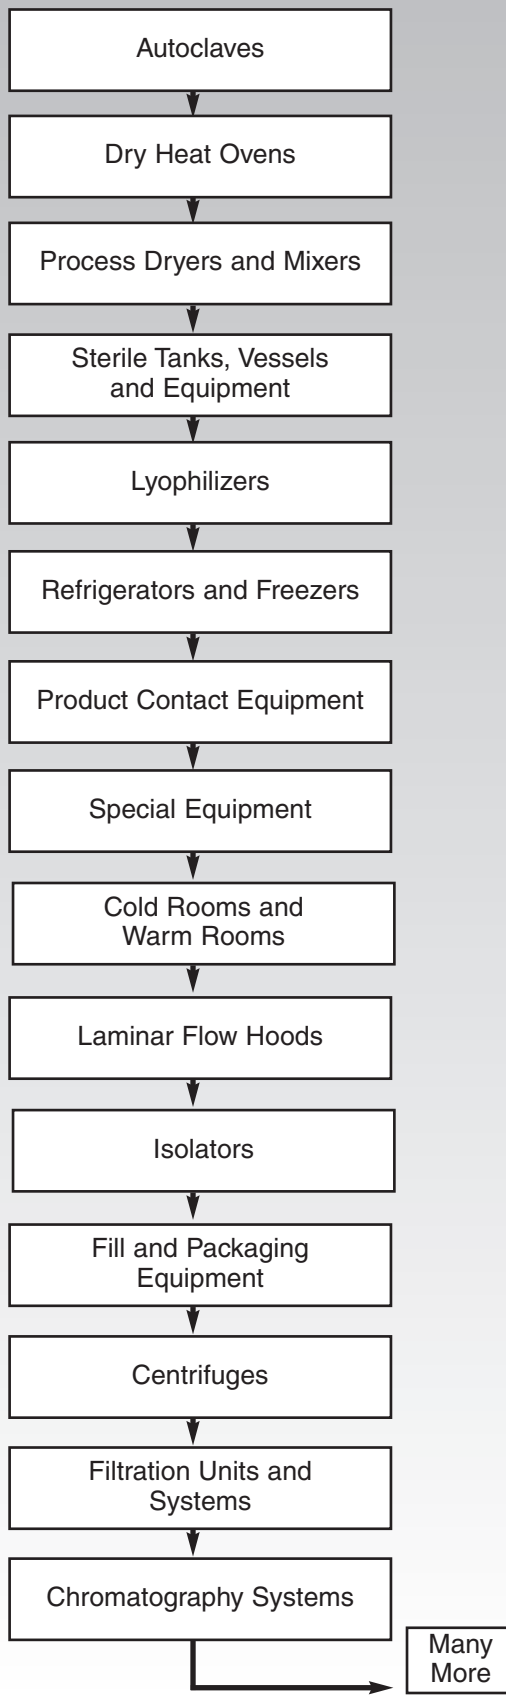 Autoclaves
Dry Heat Ovens
Process Dryers and Mixers
Sterile Tanks, Vessels
and Equipment
Lyophilizers
Refrigerators and Freezers
Product Contact Equipment
Special Equipment
Cold Rooms and
Warm Rooms
Laminar Flow Hoods
Isolators
Fill and Packaging
Equipment
Centrifuges
Filtration Units and
Systems
Chromatography Systems
Many
More